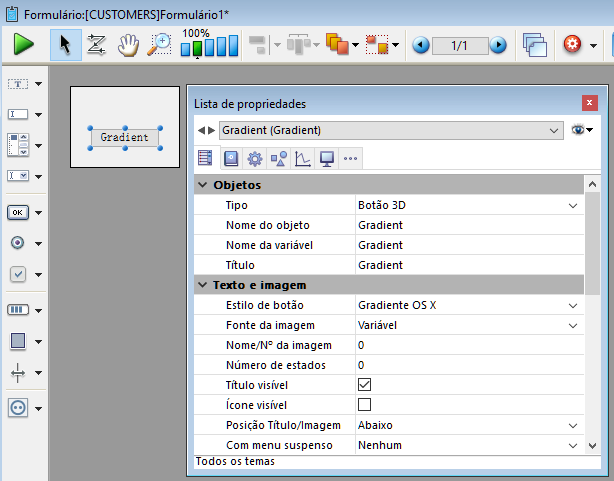 Formulário:[CUSTOMERS]Formulário1*
100%
1/1
T
OK
Gradient
Lista de propriedades
Gradient (Gradient)
Objetos
Tipo Botão 3D
Nome do objeto Gradient
Nome da variável Gradient
Título Gradient
Texto e imagem
Estilo de botão Gradiente OS X
Fonte da imagem Variável
Nome/Nº da imagem 0
Número de estados 0
Título visível
Ícone visível
Posição Título/Imagem Abaixo
Com menu suspenso Nenhum
Todos os temas